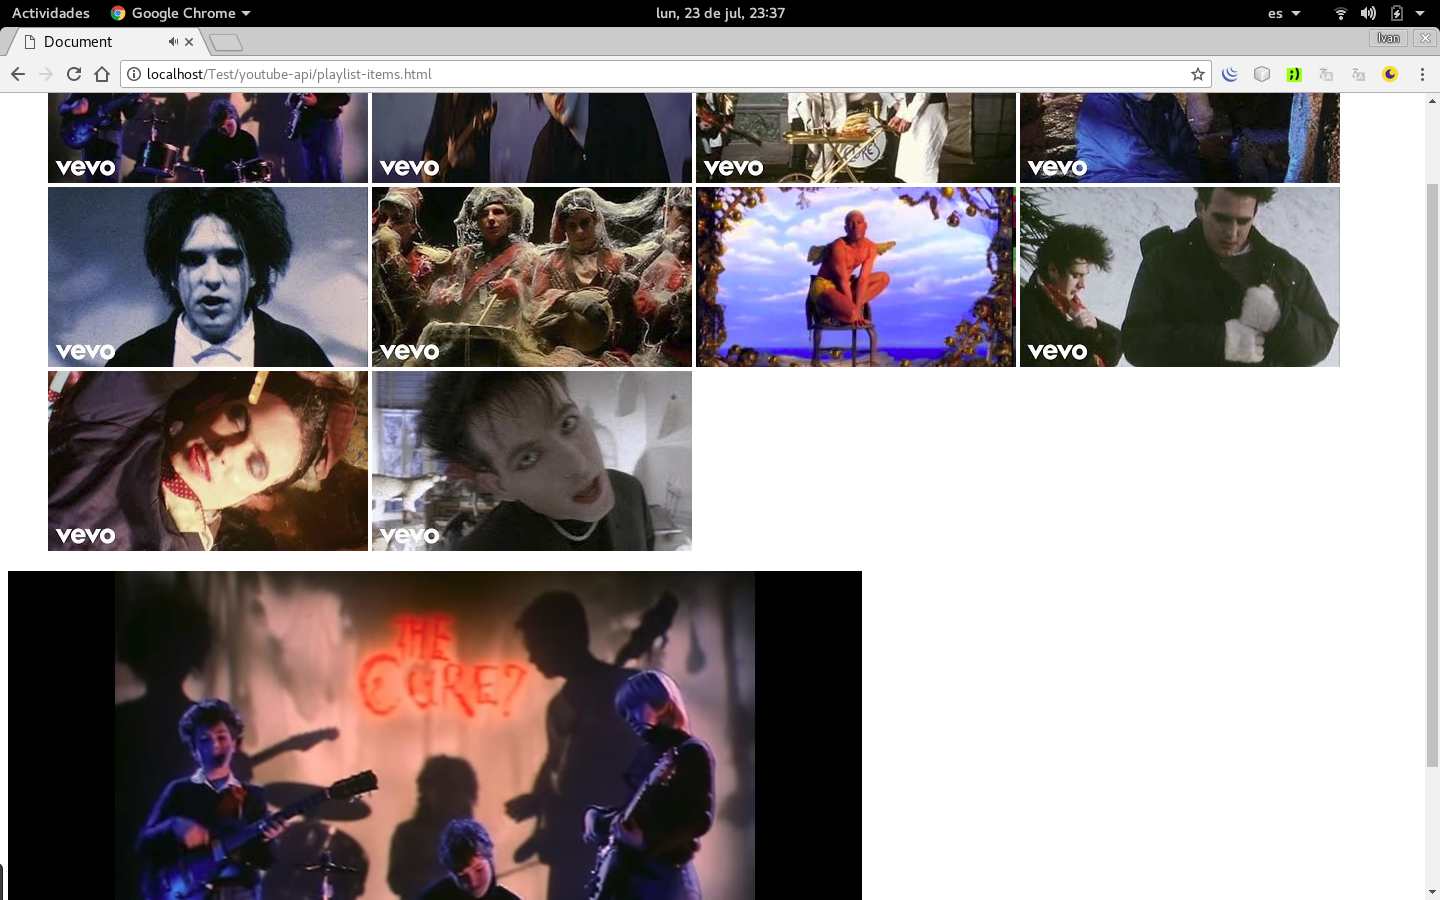 Actividades Google Chrome lun, 23 de jul, 23:37 es
Document Ivan
localhost/Test/youtube-api/playlist-items.html
vevo vevo vevo vevo
CURES
vevo vevo vevo
vevo vevo
THE
CURE?